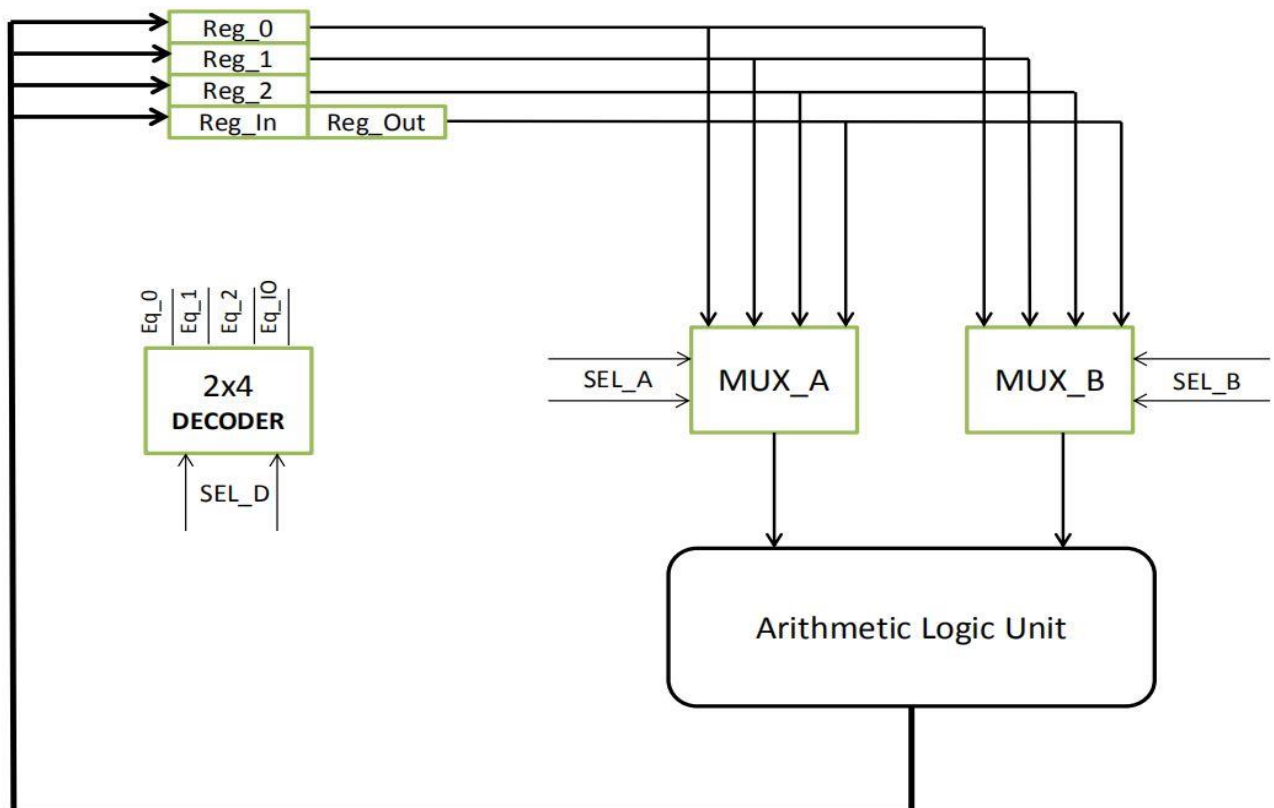 Reg_0
Reg_1
Reg_2
Reg_In Reg_Out
Eq_0 Eq_1 Eq_2 Eq_IO
2x4
DECODER
SEL_D
SEL_A
MUX_A
MUX_B
SEL_B
Arithmetic Logic Unit